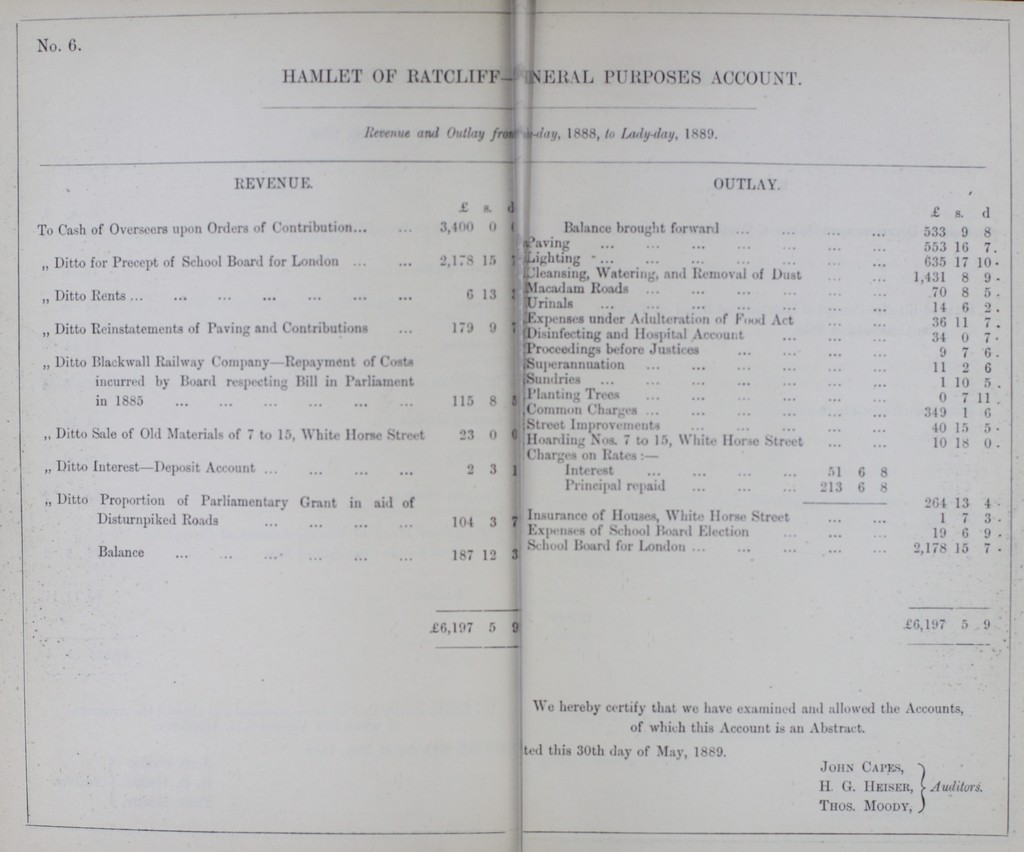 No. 6.
HAMLET OF RATCLIFF— NERAL PURPOSES ACCOUNT.
Revenue and Outlay from -day, 1888, to Lady-day, 1889.
REVENUE.
£ s. d
To Cash of Overseers upon Orders of Contribution... ... 3,400 0
„ Ditto for Precept of School Board for London ... ... 2,178 15
„ Ditto Rents ... ... ... ... ... ... ... ... 6 13
„ Ditto Reinstatements of Paving and Contributions ... 179 9
„ Ditto Blackwall Railway Company—Repayment of Costs
incurred by Board respecting Bill in Parliament
in 1885 ... ... ... ... ... ... ... 115 8
„ Ditto Sale of Old Materials of 7 to 15, White Horse Street 23 0
„ Ditto Interest—Deposit Account ... ... ... ... ... 2 3
„ Ditto Proportion of Parliamentary Grant in aid of
Disturnpiked Roads ... ... ... ... ... 104 3 7
Balance ... ... ... ... ... ... ... 187 12 3
£6,197 5 9
OUTLAY.
£ s. d
Balance brought forward ... ... ... ... ... 533 9 8
Paving ... ... ... ... ... ... ... ... 553 16 7.
Lighting ... ... ... ... ... ... ... ... 635 17 10.
Cleansing, Watering, and Removal of Dust ... ... 1,431 8 9.
Macadam Roads ... ... ... ... ... ... ... 70 8 5.
Urinals ... ... ... ... ... ... ... ... 14 6 2.
Expenses under Adulteration of Food Act ... ... 36 11 7.
Disinfecting and Hospital Account ... ... ... 34 0 7.
Proceedings before Justices ... ... ... ... ... 9 7 6.
Superannuation ... ... ... ... ... ... ... 11 2 6
Sundries ... ... ... ... ... ... ... ... 1 10 5.
Planting Trees ... ... ... ... ... ... ... 0 7 11.
Common Charges ... ... ... ... ... ... ... 349 1 6
Street Improvements ... ... ... ... ... ... 40 15 5.
Hoarding Nos. 7 to 15, White Horse Street ... ... 10 18 0.
Charges on Rates :—
Interest ... ... ... ... 51 6 8
Principal repaid ... ... ... 213 6 8
264 13 4.
Insurance of Houses, White Horse Street ... ... 1 7 3.
Expenses of School Board Election ... ... ... 19 6 9.
School Board for London ... ... ... ... ... 2,178 15 7.
£6,197 5 9
We hereby certify that we have examined and allowed the Accounts,
of which this Account is an Abstract.
ted this 30th day of May, 1889.
JOHN CAPES,
H. G. HEISER, } Auditors.
THOS. MOODY,